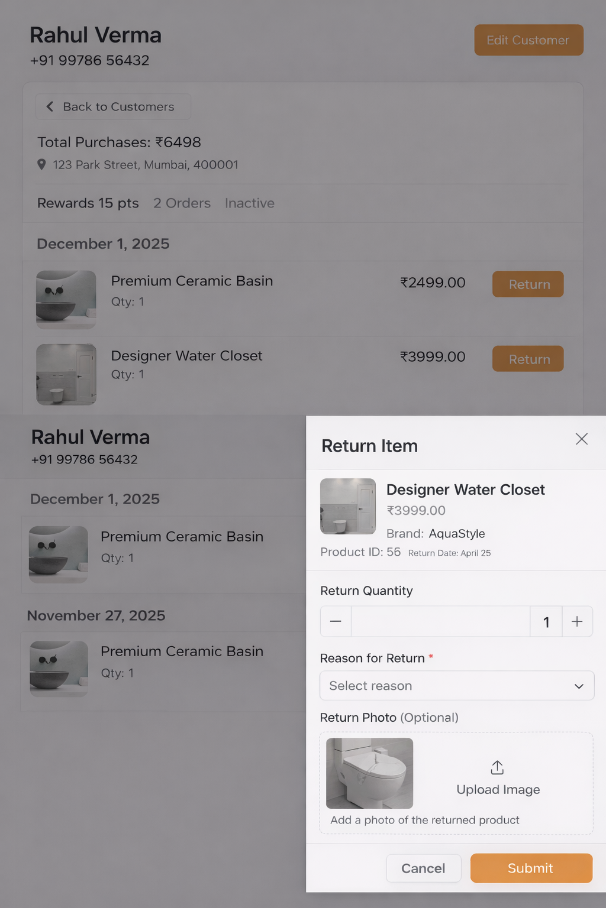 Rahul Verma
Edit Customer
+91 99786 56432
Back to Customers
Total Purchases: ₹6498
123 Park Street, Mumbai, 400001
Rewards 15 pts 2 Orders Inactive
December 1, 2025
Premium Ceramic Basin ₹2499.00 Return
Qty: 1
Designer Water Closet ₹3999.00 Return
Qty: 1
Rahul Verma
+91 99786 56432
December 1, 2025
Premium Ceramic Basin
Qty: 1
November 27, 2025
Premium Ceramic Basin
Qty: 1
Return Item
Designer Water Closet
₹3999.00
Brand: AquaStyle
Product ID: 56 Return Date: April 25
Return Quantity
1
Reason for Return *
Select reason
Return Photo (Optional)
Upload Image
Add a photo of the returned product
Cancel Submit